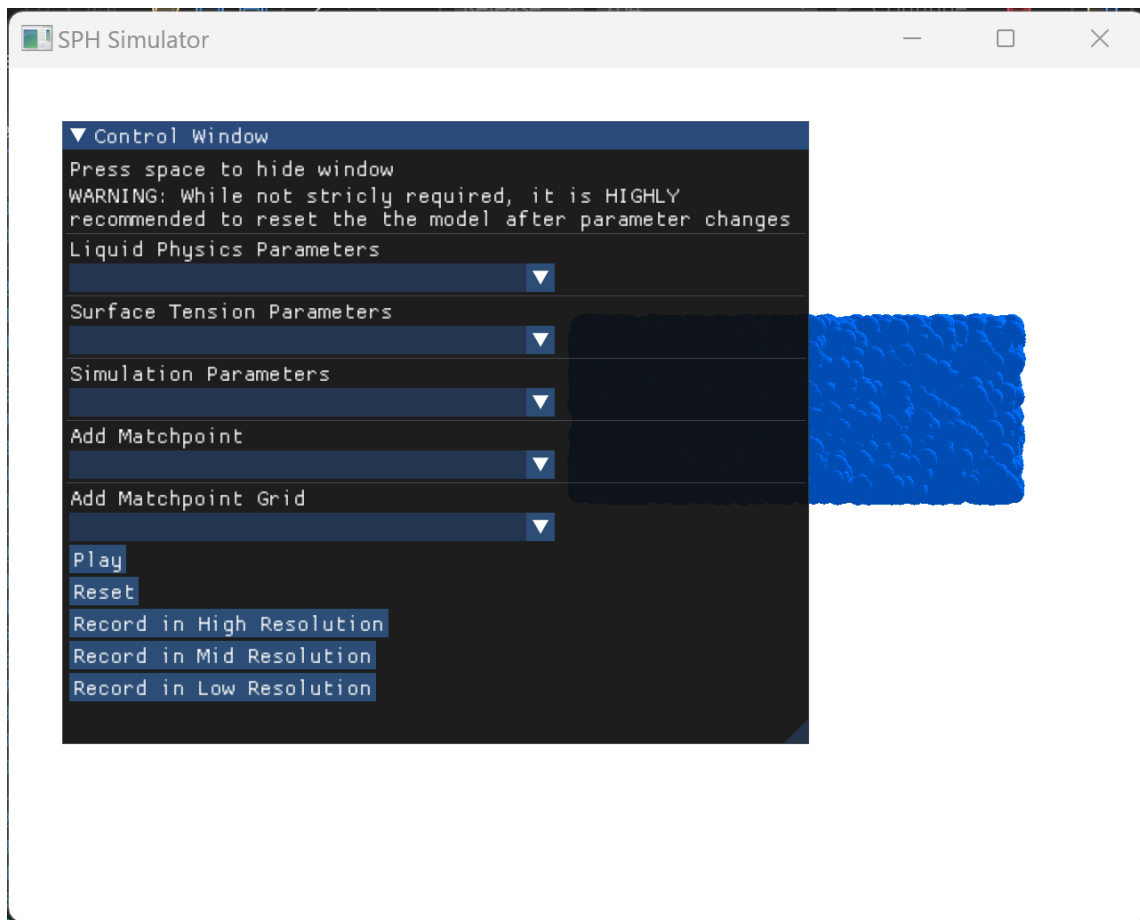 SPH Simulator
Control Window
Press space to hide window
WARNING: While not stricly required, it is HIGHLY
recommended to reset the the model after parameter changes
Liquid Physics Parameters
Surface Tension Parameters
Simulation Parameters
Add Matchpoint
Add Matchpoint Grid
Play
Reset
Record in High Resolution
Record in Mid Resolution
Record in Low Resolution